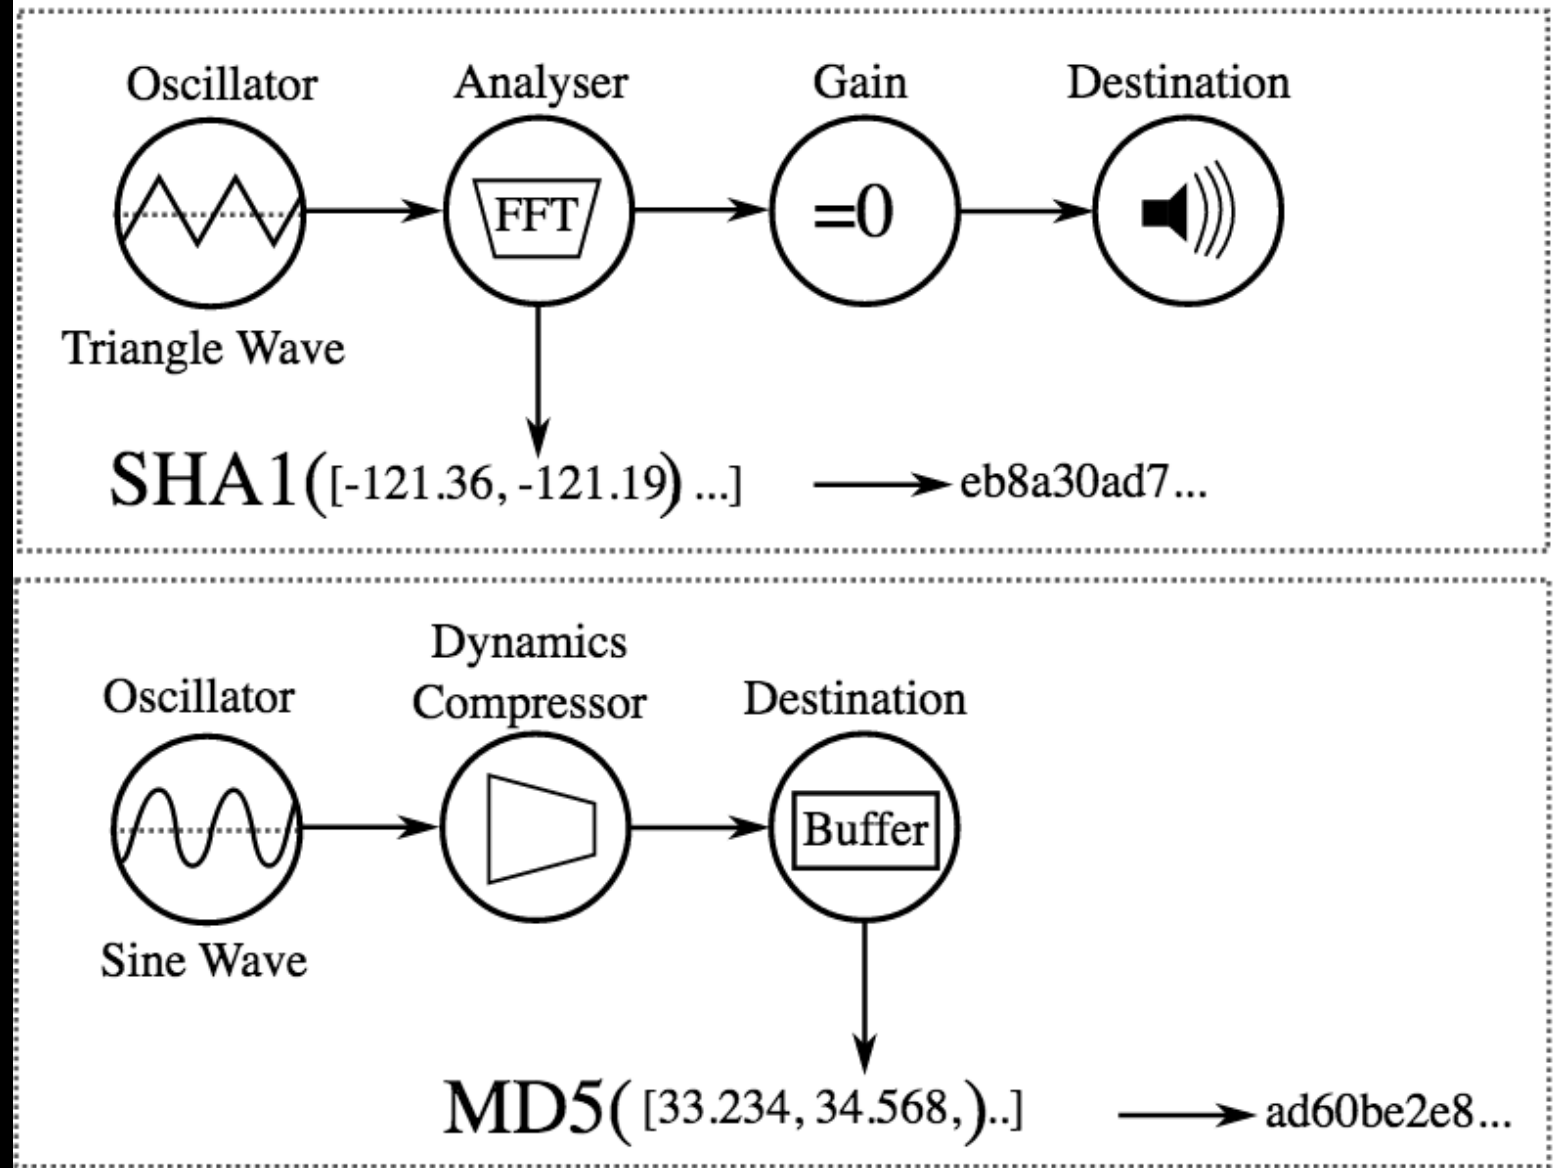 Oscillator Analyser Gain Destination
FFT =0
Triangle Wave
SHA1([-121.36, -121.19) ...] eb8a30ad7...
Dynamics
Oscillator Compressor Destination
Buffer
Sine Wave
MD5( [33.234, 34.568,)..] ad60be2e8...